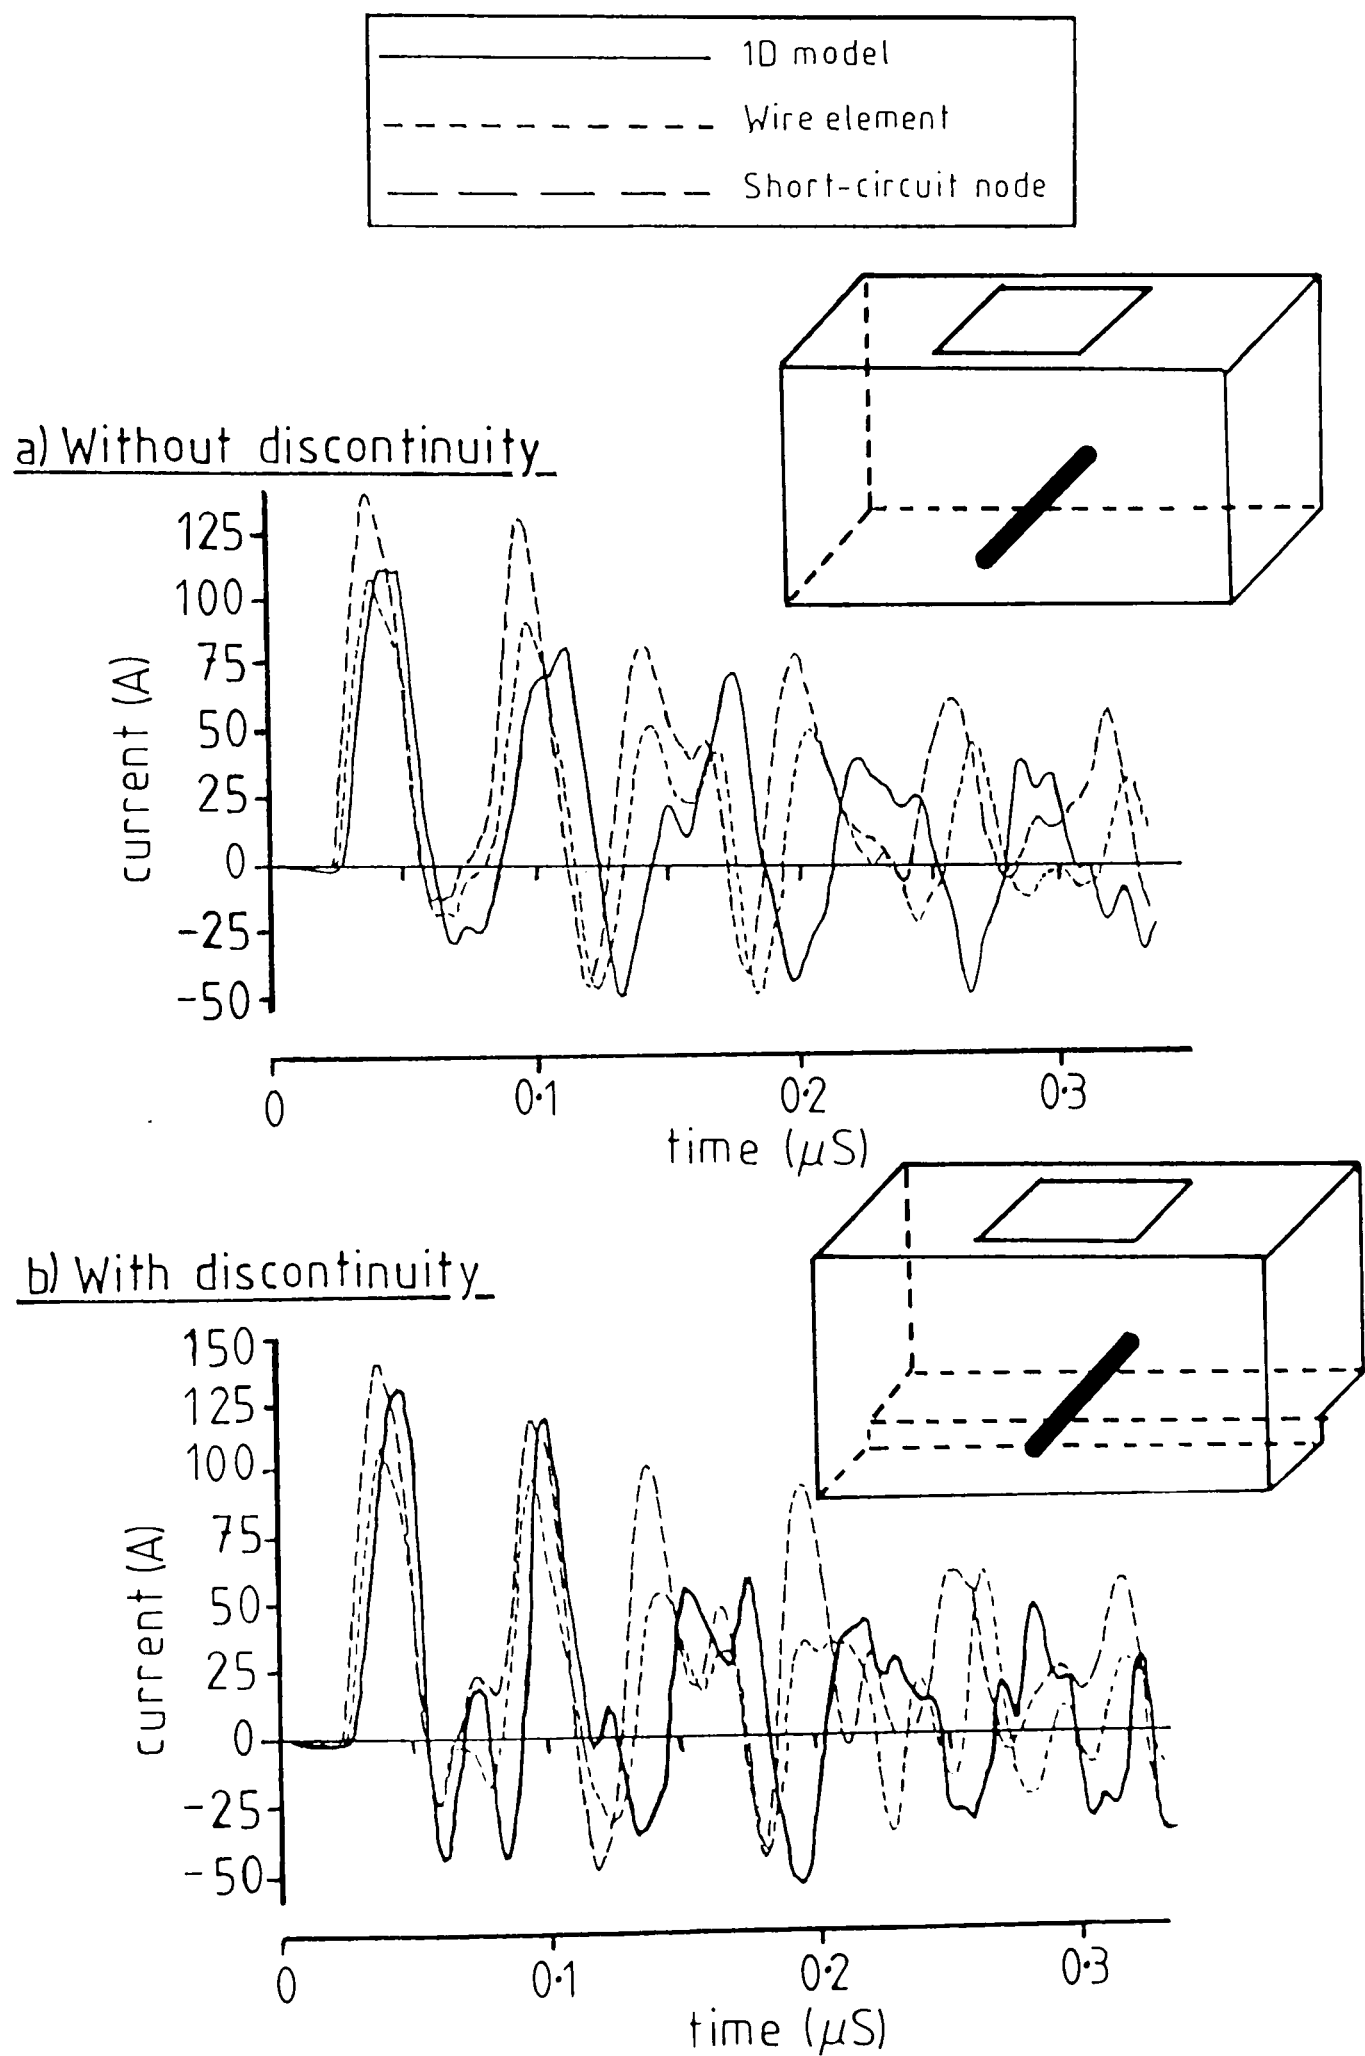 1D model
Wire element
Short-circuit node
a) Without discontinuity
125
100
75
50
25
0
-25
-50
current (A)
0
0·1
0·2
0·3
time (μS)
b) With discontinuity
150
125
100
75
50
25
0
-25
-50
current (A)
0
0·1
0·2
0·3
time (μS)